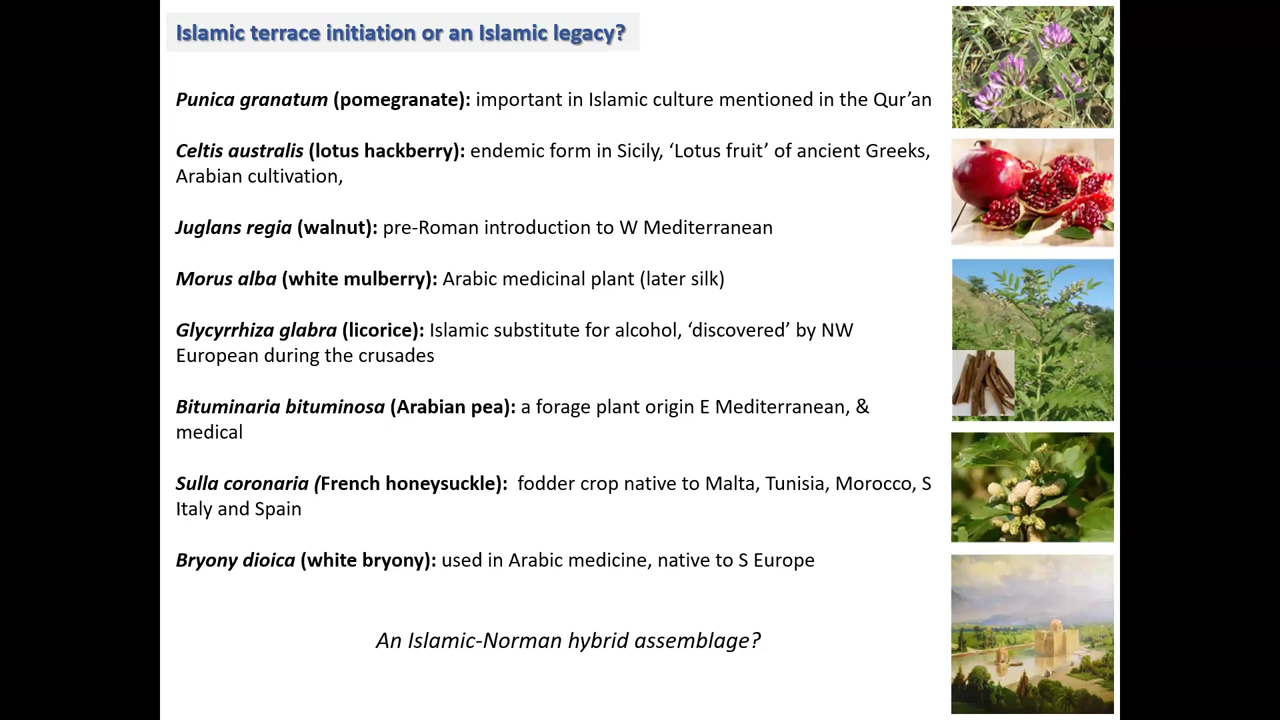 Islamic terrace initiation or an Islamic legacy?
Punica granatum (pomegranate): important in Islamic culture mentioned in the Qur’an
Celtis australis (lotus hackberry): endemic form in Sicily, ‘Lotus fruit’ of ancient Greeks,
Arabian cultivation,
Juglans regia (walnut): pre-Roman introduction to W Mediterranean
Morus alba (white mulberry): Arabic medicinal plant (later silk)
Glycyrrhiza glabra (licorice): Islamic substitute for alcohol, ‘discovered’ by NW
European during the crusades
Bituminaria bituminosa (Arabian pea): a forage plant origin E Mediterranean, &
medical
Sulla coronaria (French honeysuckle): fodder crop native to Malta, Tunisia, Morocco, S
Italy and Spain
Bryony dioica (white bryony): used in Arabic medicine, native to S Europe
An Islamic-Norman hybrid assemblage?